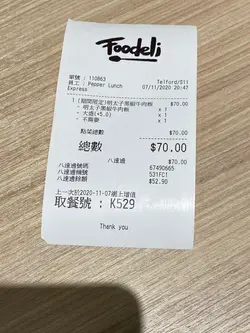 Foodeli
單號 : 110863 Telford/S11
員工 : Pepper Lunch 07/11/2020 20:47
Express
1 (期間限定)明太子黑椒牛肉飯 $70.00
- 明太子黑椒牛肉飯 x 1
- 大盛(+5.0) x 1
- 不需要 x 1
點菜總數 $70.00
總數 $70.00
八達通 $70.00
八達通號碼 67490665
八達通機號 531FC1
八達通餘額 $52.90
上一次於2020-11-07網上增值
取餐號 : K529
Thank you